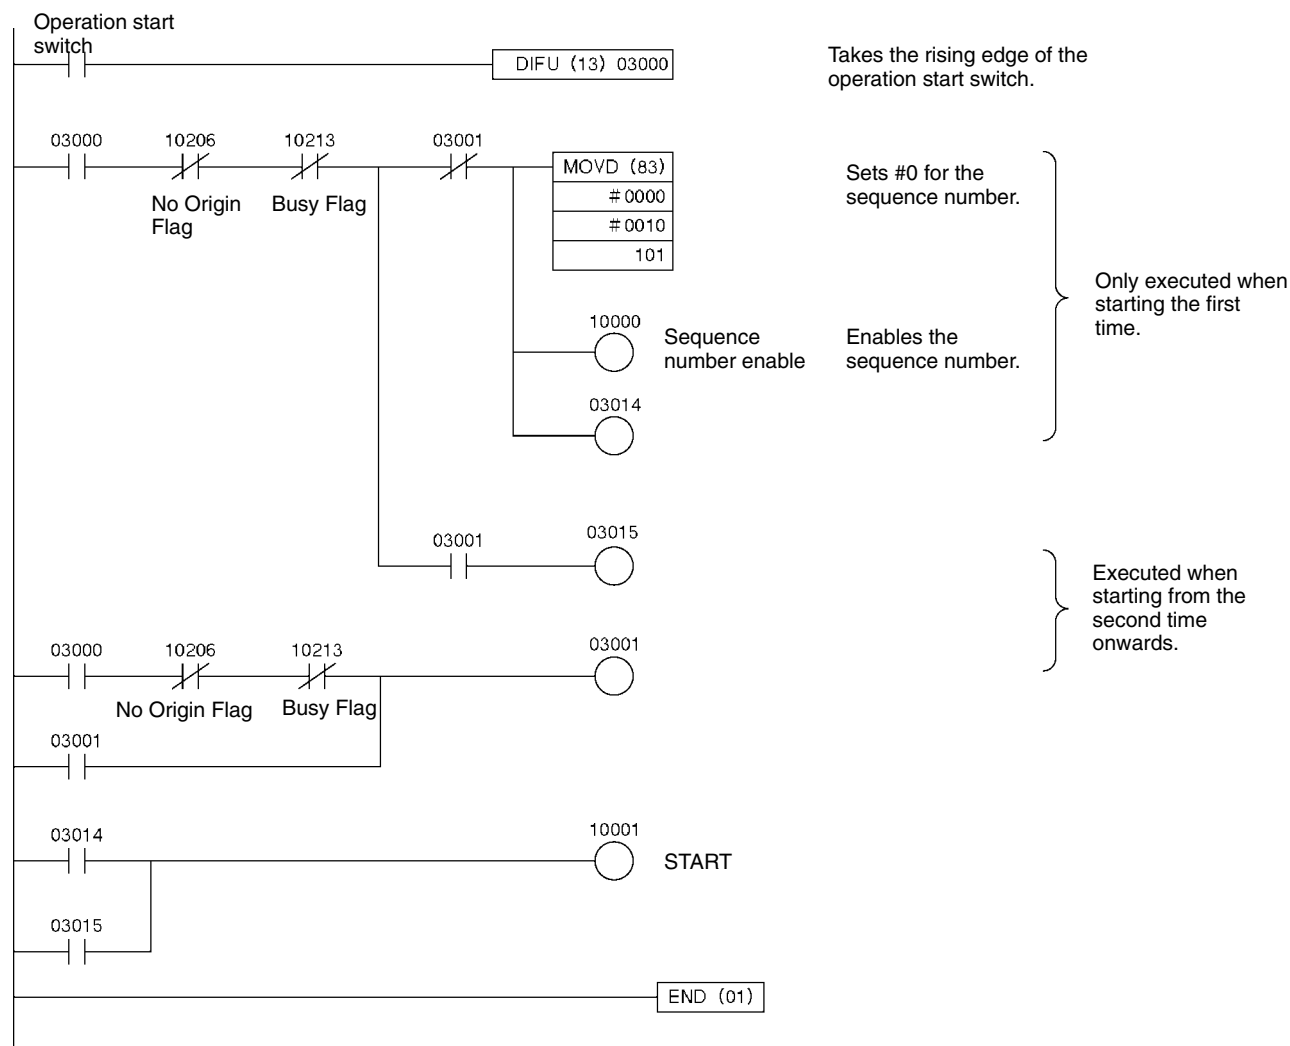 Operation start
switch
DIFU (13) 03000
Takes the rising edge of the
operation start switch.
03000
10206
10213
03001
No Origin
Flag
Busy Flag
MOVD (83)
#0000
#0010
101
Sets #0 for the
sequence number.
Only executed when
starting the first
time.
10000
Sequence
number enable
Enables the
sequence number.
03014
03001
03015
Executed when
starting from the
second time
onwards.
03000
10206
10213
03001
No Origin Flag
Busy Flag
03001
03014
10001
START
03015
END (01)